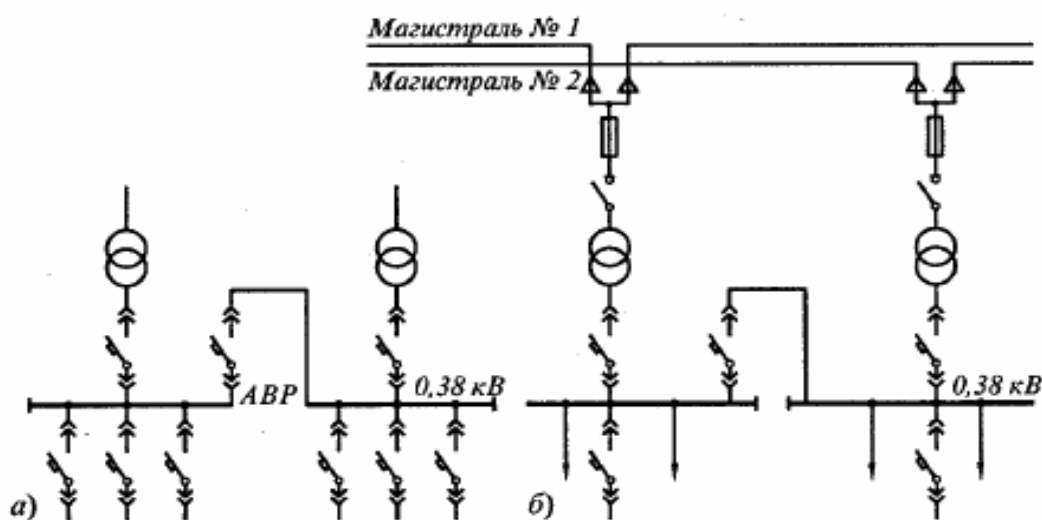 Магистраль № 1
Магистраль № 2
АВР
0,38 кВ
0,38 кВ
а)
б)